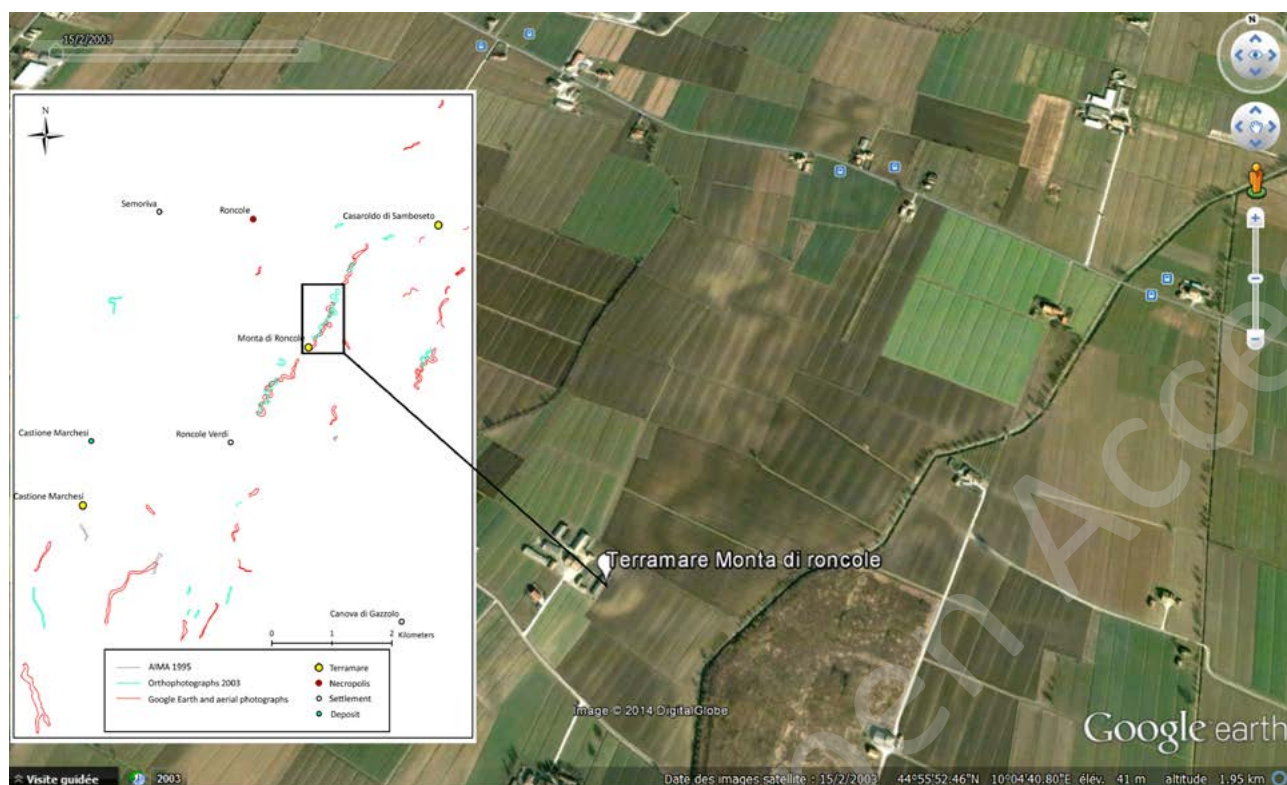 15/2/2003
N
N
Semoriva
Roncole
Casaroldo di Samboseto
Monta di Roncole
Castione Marchesi
Roncole Verdi
Castione Marchesi
Canova di Gazzolo
0 1 2
Kilometers
AIMA 1995
Orthophotographs 2003
Google Earth and aerial photographs
Terramare
Necropolis
Settlement
Deposit
Terramare Monta di roncole
Image © 2014 DigitalGlobe
Google earth
Visite guidée
2003
Date des images satellite : 15/2/2003 44°55'52.46"N 10°04'40.80"E élév. 41 m altitude 1.95 km